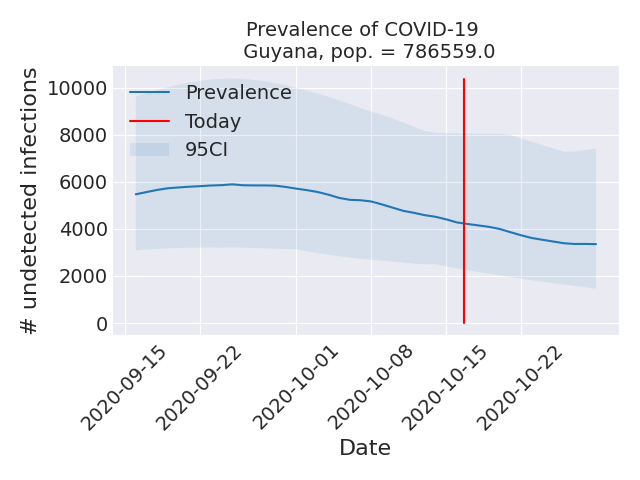 Prevalence of COVID-19
Guyana, pop. = 786559.0
# undetected infections
10000
8000
6000
4000
2000
0
Prevalence
Today
95CI
2020-09-15
2020-09-22
2020-10-01
2020-10-08
2020-10-15
2020-10-22
Date